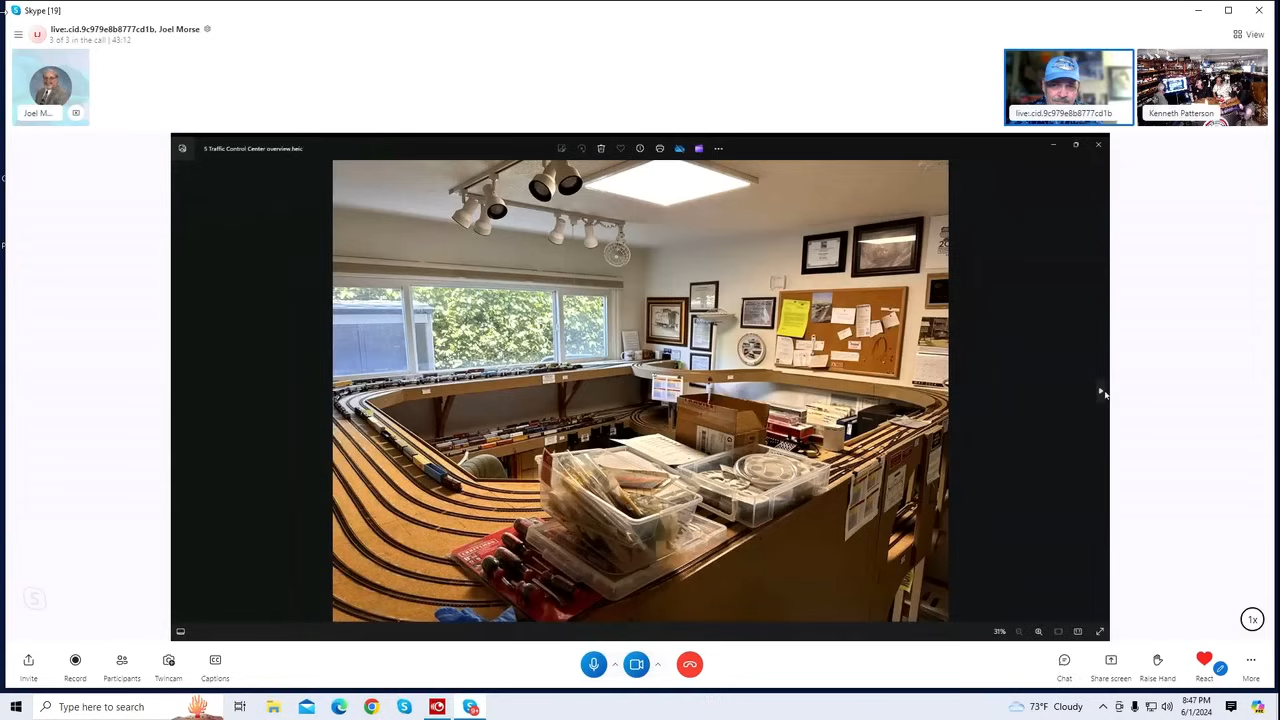 Skype [19]
LJ
live:.cid.9c979e8b8777cd1b, Joel Morse
3 of 3 in the call | 43:12
View
Joel M...
live:.cid.9c979e8b8777cd1b
Kenneth Patterson
5 Traffic Control Center overview.heic
31%
1x
Invite
Record
Participants
Twincam
Captions
Chat
Share screen
Raise Hand
React
More
Type here to search
73°F Cloudy
8:47 PM
6/1/2024